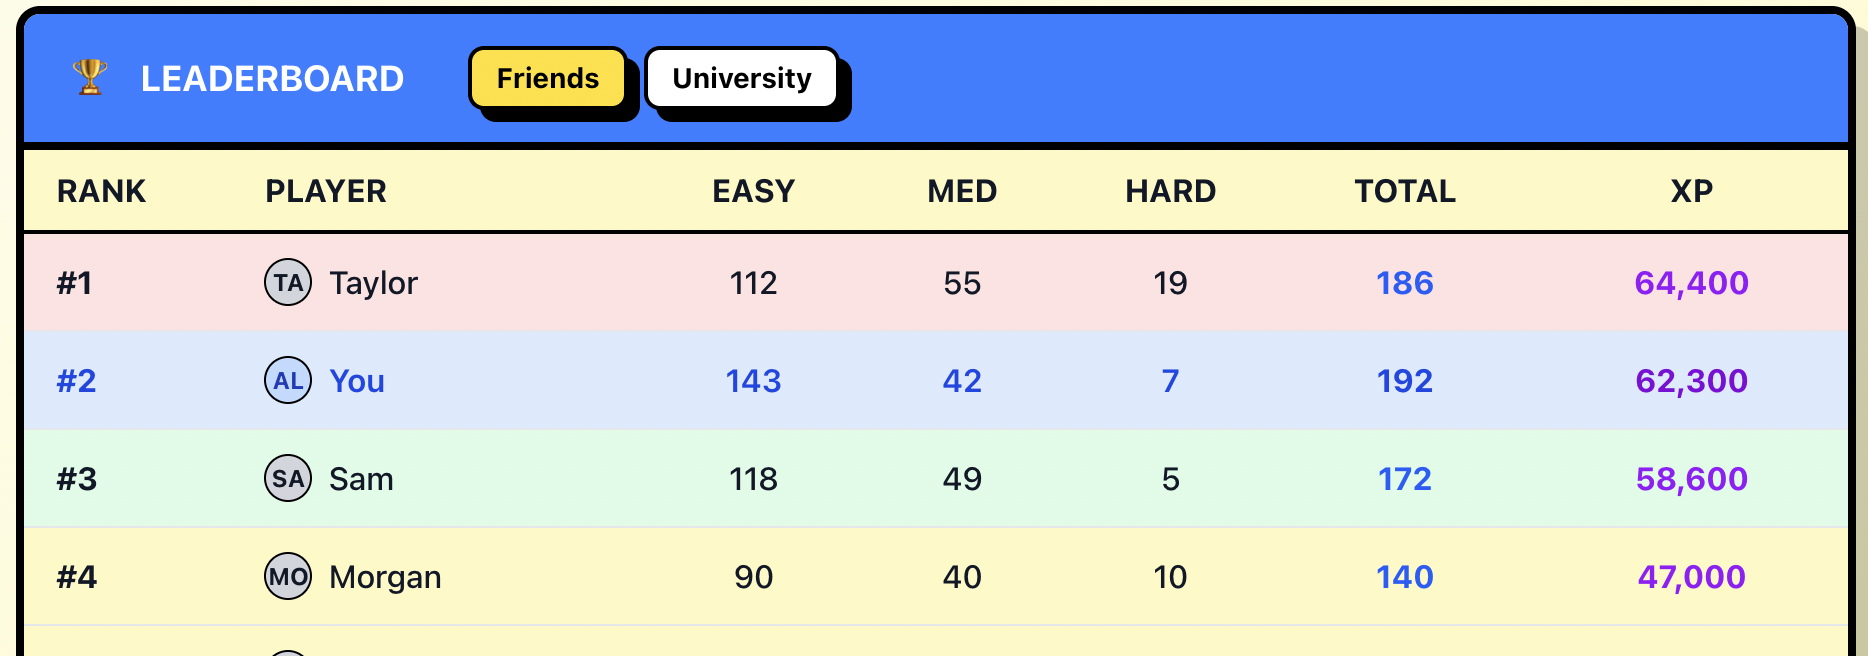 🏆 LEADERBOARD Friends University
RANK PLAYER EASY MED HARD TOTAL XP
#1 TA Taylor 112 55 19 186 64,400
#2 AL You 143 42 7 192 62,300
#3 SA Sam 118 49 5 172 58,600
#4 MO Morgan 90 40 10 140 47,000